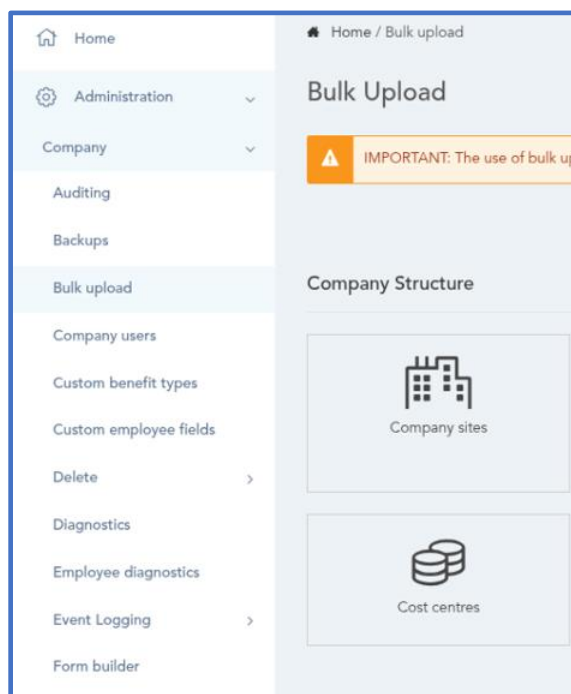 Home
Administration
Company
Auditing
Backups
Bulk upload
Company users
Custom benefit types
Custom employee fields
Delete
Diagnostics
Employee diagnostics
Event Logging
Form builder
Home / Bulk upload
Bulk Upload
IMPORTANT: The use of bulk
Company Structure
Company sites
Cost centres